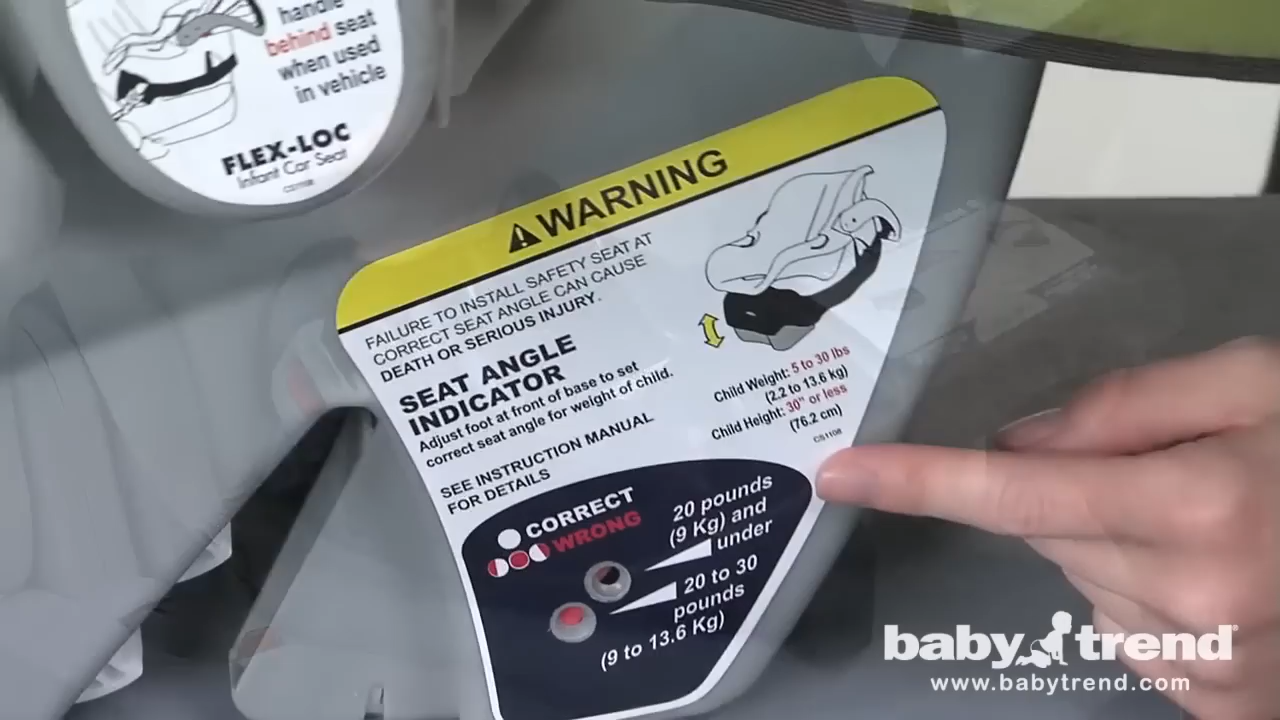 handle
behind seat
when used
in vehicle
FLEX-LOC
Infant Car Seat
WARNING
FAILURE TO INSTALL SAFETY SEAT AT
CORRECT SEAT ANGLE CAN CAUSE
DEATH OR SERIOUS INJURY.
SEAT ANGLE
INDICATOR
Adjust foot at front of base to set
correct seat angle for weight of child.
SEE INSTRUCTION MANUAL
FOR DETAILS
Child Weight: 5 to 30 lbs
(2.2 to 13.6 kg)
Child Height: 30" or less
(76.2 cm)
CS1108
CORRECT
WRONG
20 pounds
(9 Kg) and
under
20 to 30
pounds
(9 to 13.6 Kg)
baby trend®
www.babytrend.com